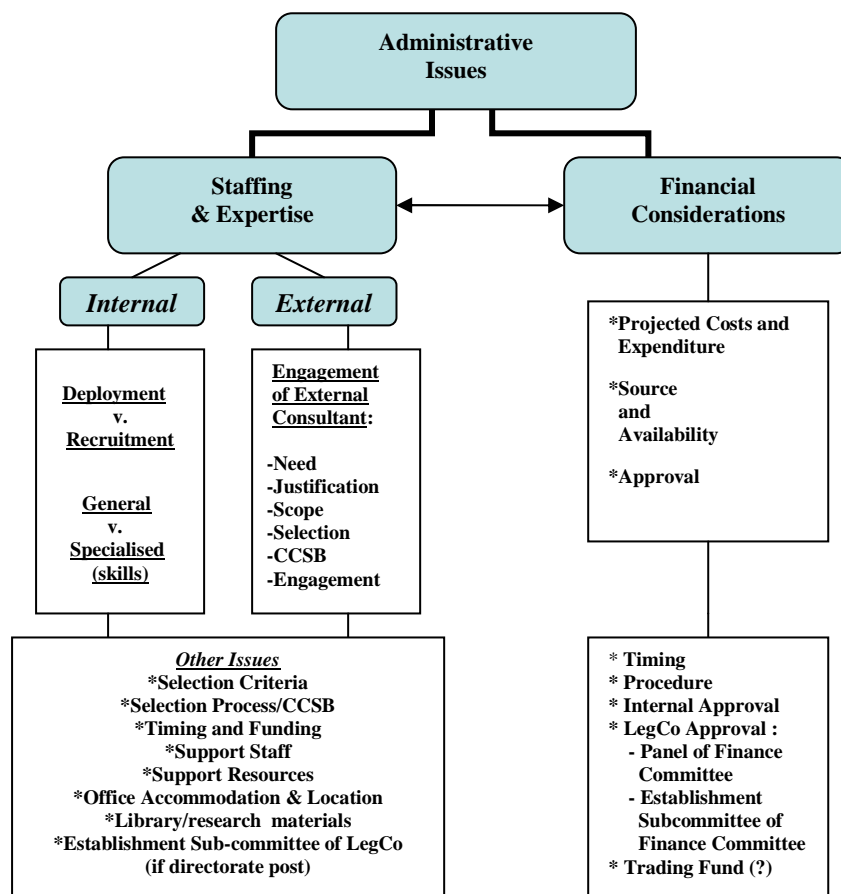 Administrative
Issues
Staffing
& Expertise
Financial
Considerations
Internal
External
Deployment
v.
Recruitment
General
v.
Specialised
(skills)
Engagement
of External
Consultant:
-Need
-Justification
-Scope
-Selection
-CCSB
-Engagement
*Projected Costs and
Expenditure
*Source
and
Availability
*Approval
Other Issues
*Selection Criteria
*Selection Process/CCSB
*Timing and Funding
*Support Staff
*Support Resources
*Office Accommodation & Location
*Library/research materials
*Establishment Sub-committee of LegCo
(if directorate post)
* Timing
* Procedure
* Internal Approval
* LegCo Approval :
- Panel of Finance
Committee
- Establishment
Subcommittee of
Finance Committee
* Trading Fund (?)